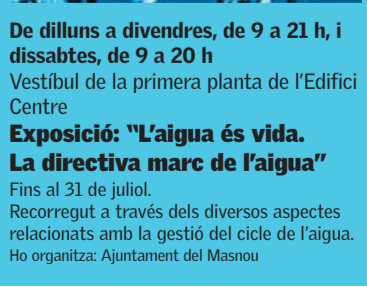 De dilluns a divendres, de 9 a 21 h, i
dissabtes, de 9 a 20 h
Vestíbul de la primera planta de l'Edifici
Centre
Exposició: “L'aigua és vida.
La directiva marc de l'aigua”
Fins al 31 de juliol.
Recorregut a través dels diversos aspectes
relacionats amb la gestió del cicle de l'aigua.
Ho organitza: Ajuntament del Masnou